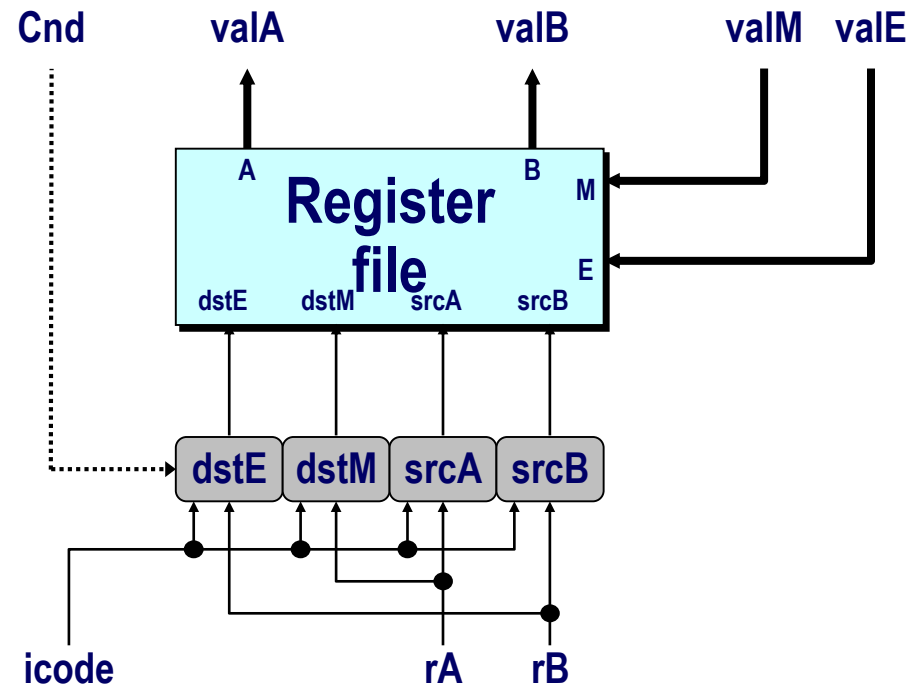 Cnd valA valB valM valE
A B
M
Register
file
E
dstE dstM srcA srcB
dstE dstM srcA srcB
icode rA rB